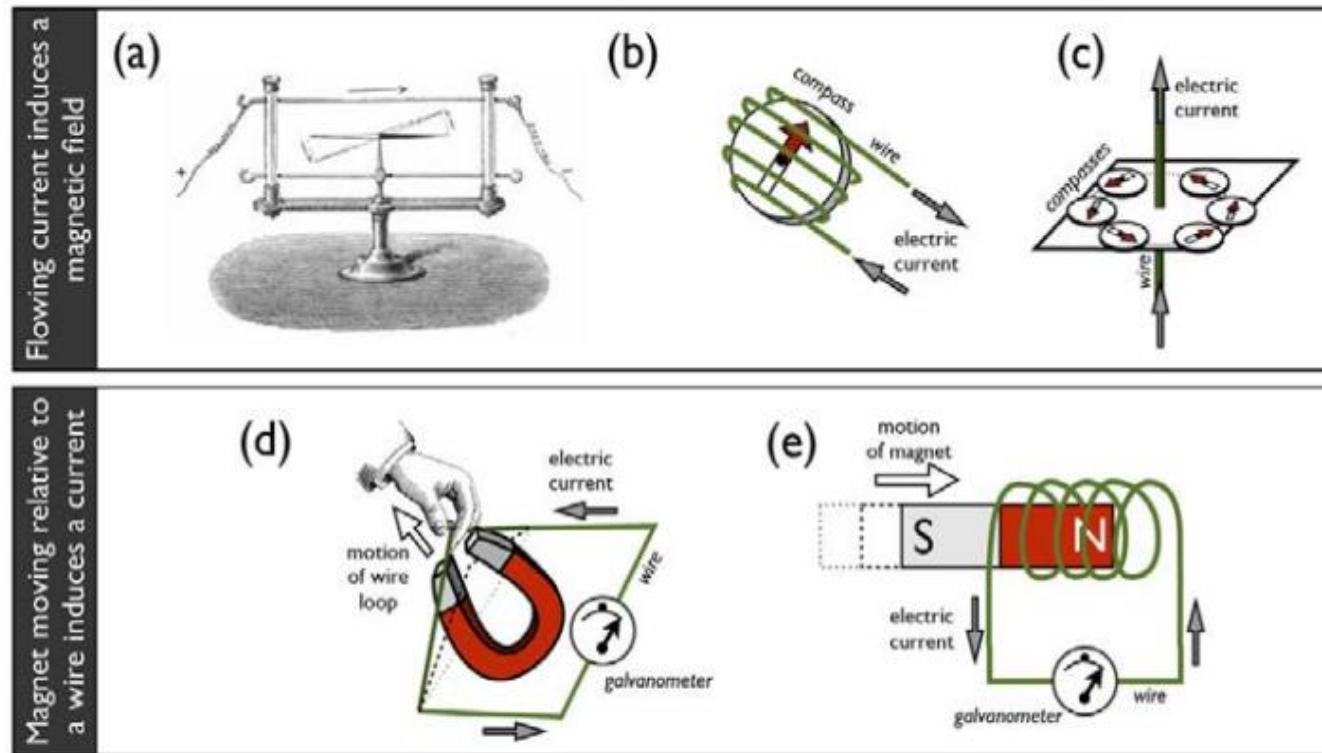 Flowing current induces a
magnetic field
(a)
+
−
(b)
compass
wire
electric
current
(c)
electric
current
compasses
wire
Magnet moving relative to
a wire induces a current
(d)
electric
current
motion
of wire
loop
wire
galvanometer
(e)
motion
of magnet
S
N
electric
current
galvanometer
wire